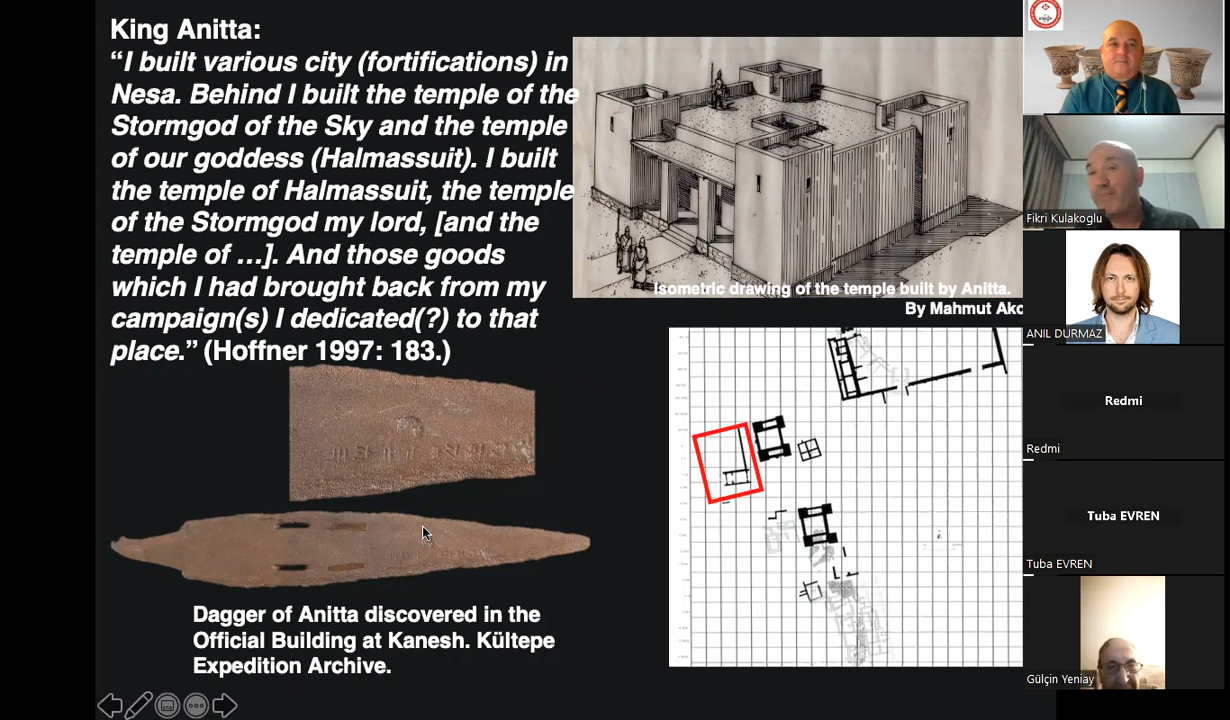 King Anitta:
“I built various city (fortifications) in
Nesa. Behind I built the temple of the
Stormgod of the Sky and the temple
of our goddess (Halmassuit). I built
the temple of Halmassuit, the temple
of the Stormgod my lord, [and the
temple of ...]. And those goods
which I had brought back from my
campaign(s) I dedicated(?) to that
place.” (Hoffner 1997: 183.)
Isometric drawing of the temple built by Anitta.
By Mahmut Ako
Dagger of Anitta discovered in the
Official Building at Kanesh. Kültepe
Expedition Archive.
Fikri Kulakoglu
ANIL DURMAZ
Redmi
Redmi
Tuba EVREN
Tuba EVREN
Gülçin Yeniay